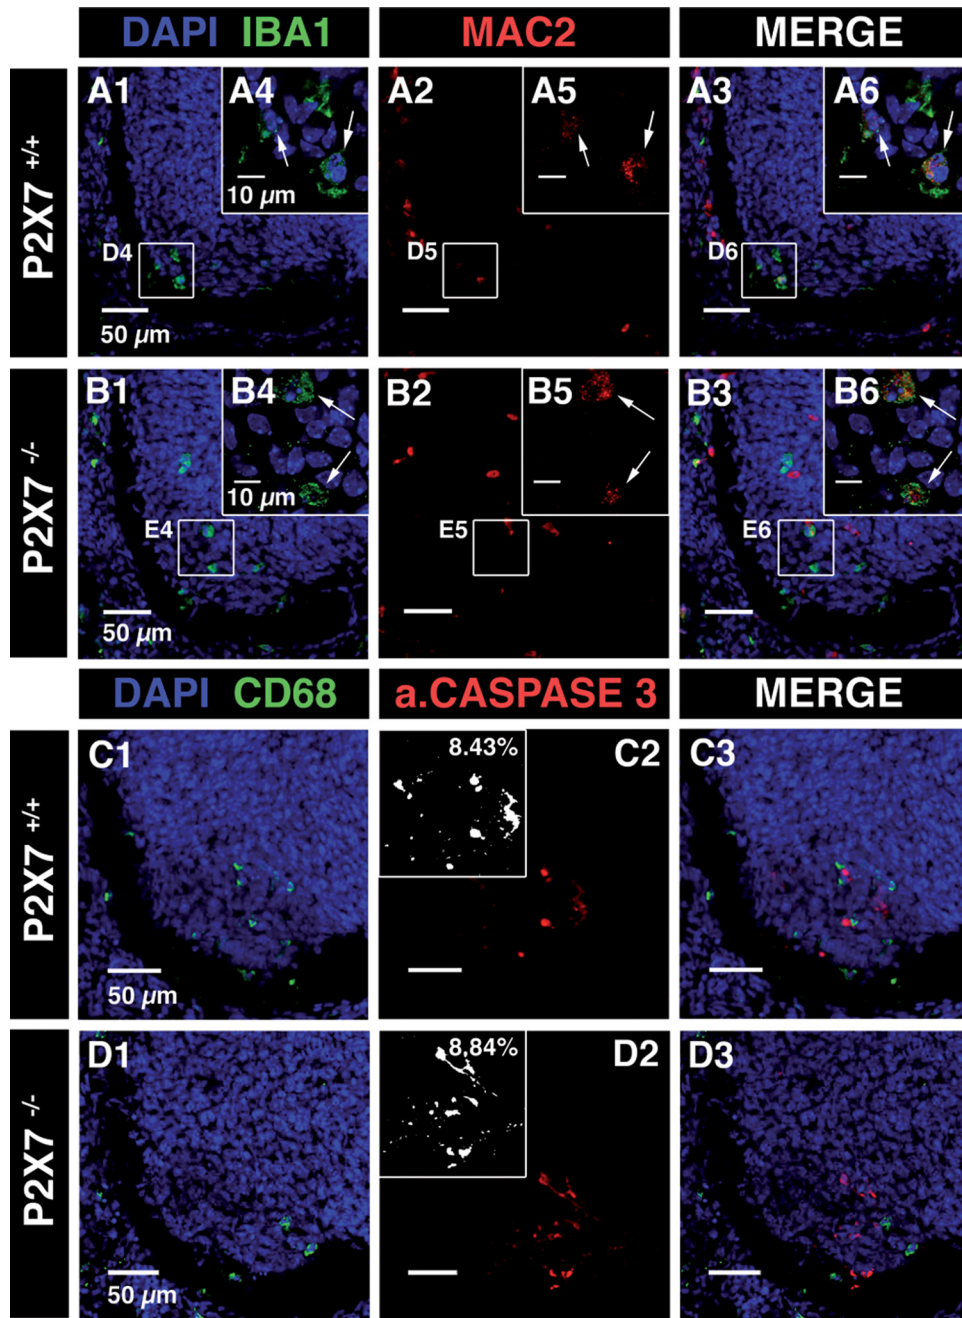 DAPI IBA1 MAC2 MERGE
P2X7 +/+
A1 A4 A2 A5 A3 A6
10 µm
D4 D5 D6
50 µm
P2X7 -/-
B1 B4 B2 B5 B3 B6
10 µm
E4 E5 E6
50 µm
DAPI CD68 a.CASPASE 3 MERGE
P2X7 +/+
C1 8.43% C2 C3
50 µm
P2X7 -/-
D1 8.84% D2 D3
50 µm